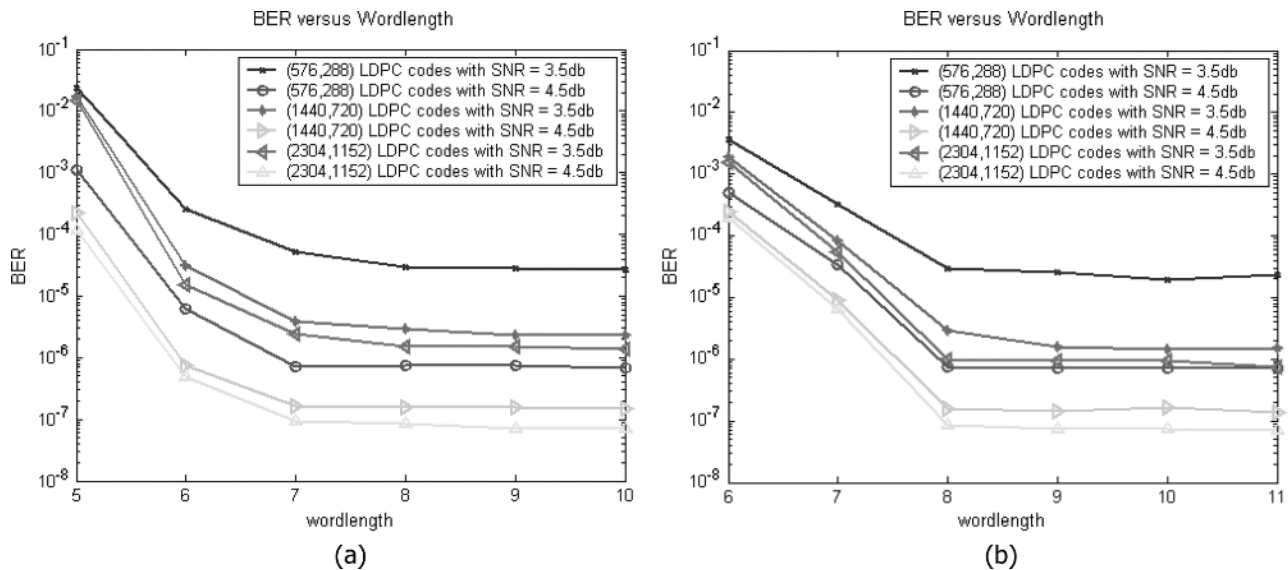 BER versus Wordlength
10^-1
10^-2
10^-3
10^-4
10^-5
10^-6
10^-7
10^-8
BER
(576,288) LDPC codes with SNR = 3.5db
(576,288) LDPC codes with SNR = 4.5db
(1440,720) LDPC codes with SNR = 3.5db
(1440,720) LDPC codes with SNR = 4.5db
(2304,1152) LDPC codes with SNR = 3.5db
(2304,1152) LDPC codes with SNR = 4.5db
5 6 7 8 9 10
wordlength
(a)
BER versus Wordlength
10^-1
10^-2
10^-3
10^-4
10^-5
10^-6
10^-7
10^-8
BER
(576,288) LDPC codes with SNR = 3.5db
(576,288) LDPC codes with SNR = 4.5db
(1440,720) LDPC codes with SNR = 3.5db
(1440,720) LDPC codes with SNR = 4.5db
(2304,1152) LDPC codes with SNR = 3.5db
(2304,1152) LDPC codes with SNR = 4.5db
6 7 8 9 10 11
wordlength
(b)